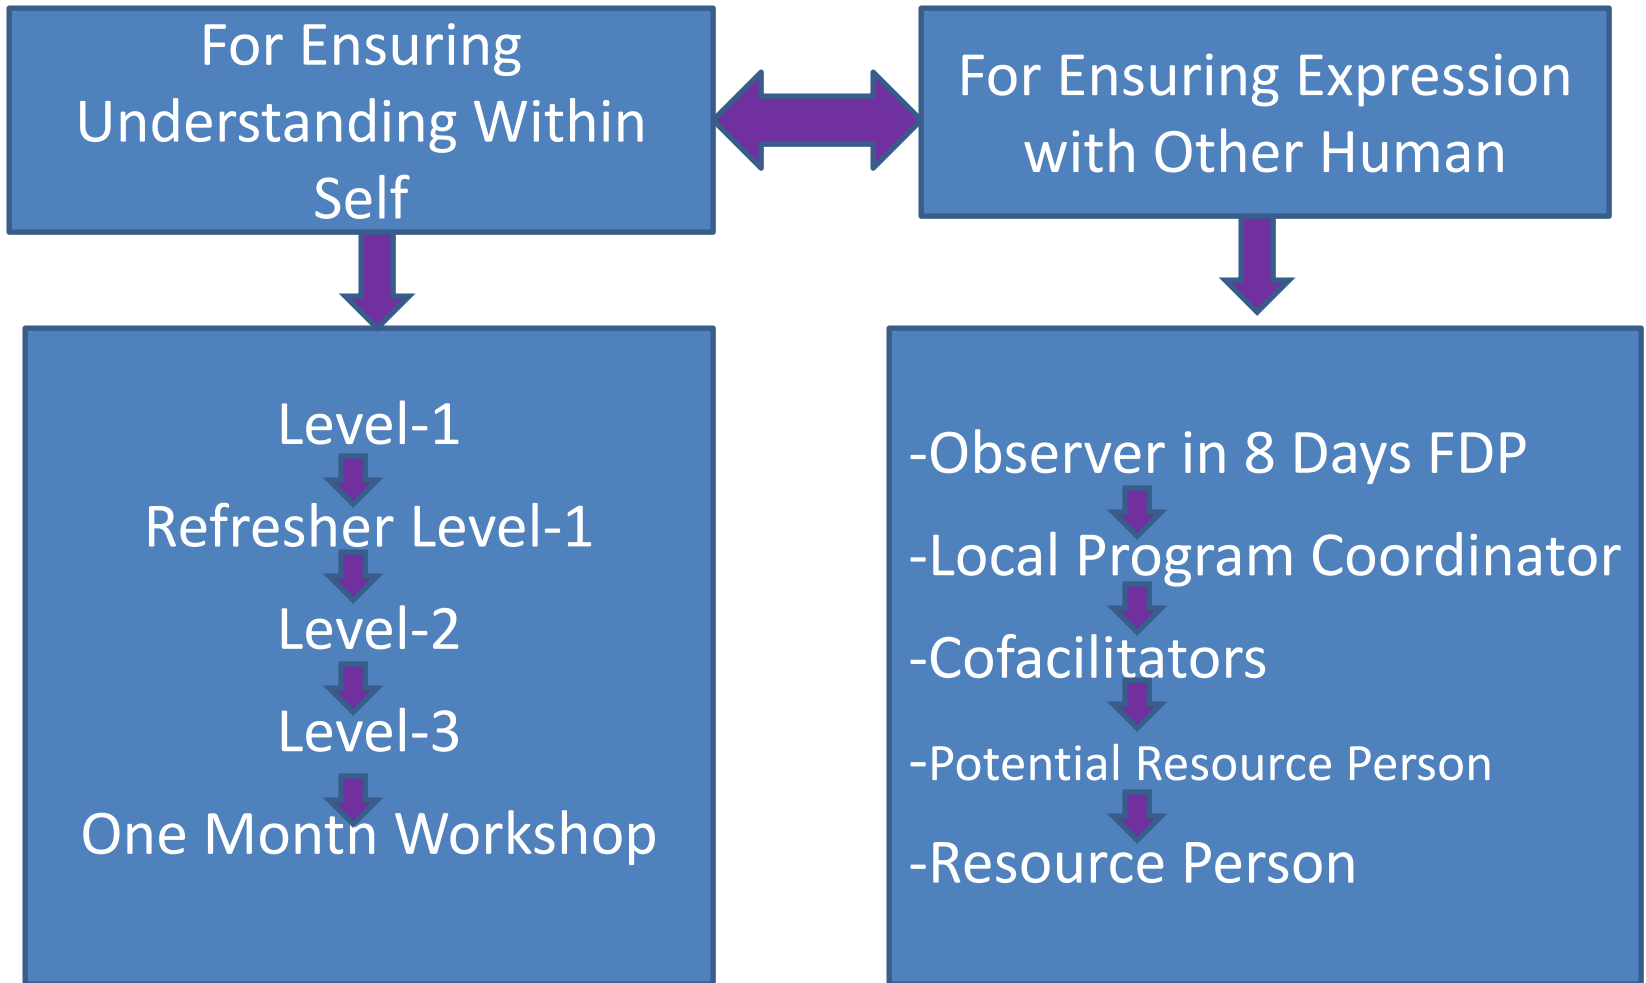 For Ensuring
Understanding Within
Self
For Ensuring Expression
with Other Human
Level-1
Refresher Level-1
Level-2
Level-3
One Month Workshop
-Observer in 8 Days FDP
-Local Program Coordinator
-Cofacilitators
-Potential Resource Person
-Resource Person